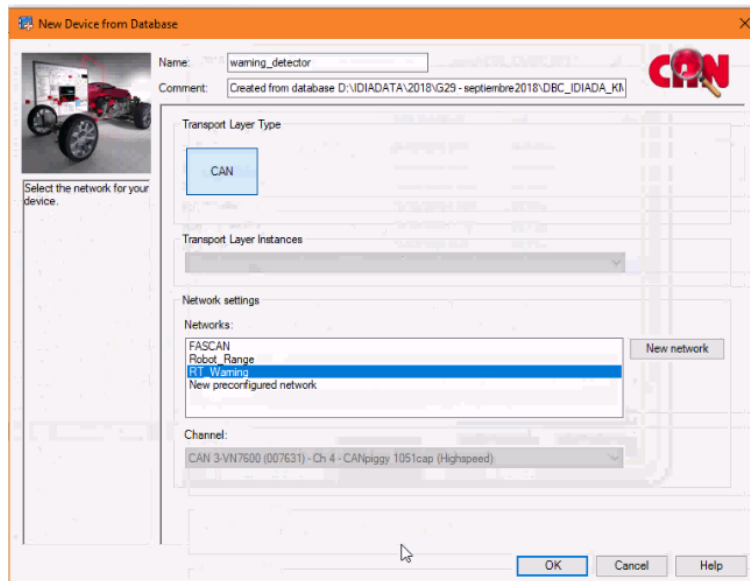 New Device from Database
Name: warning_detector
Comment: Created from database D:\IDIADATA\2018\G29 - septiembre2018\DBC_IDIADA_KN
CAN
Transport Layer Type
CAN
Select the network for your
device.
Transport Layer Instances
Network settings
Networks:
FASCAN
Robot_Range
New network
RT_Warning
New preconfigured network
Channel:
CAN 3-VN7600 (007631) - Ch 4 - CANpiggy 1051cap (Highspeed)
OK Cancel Help